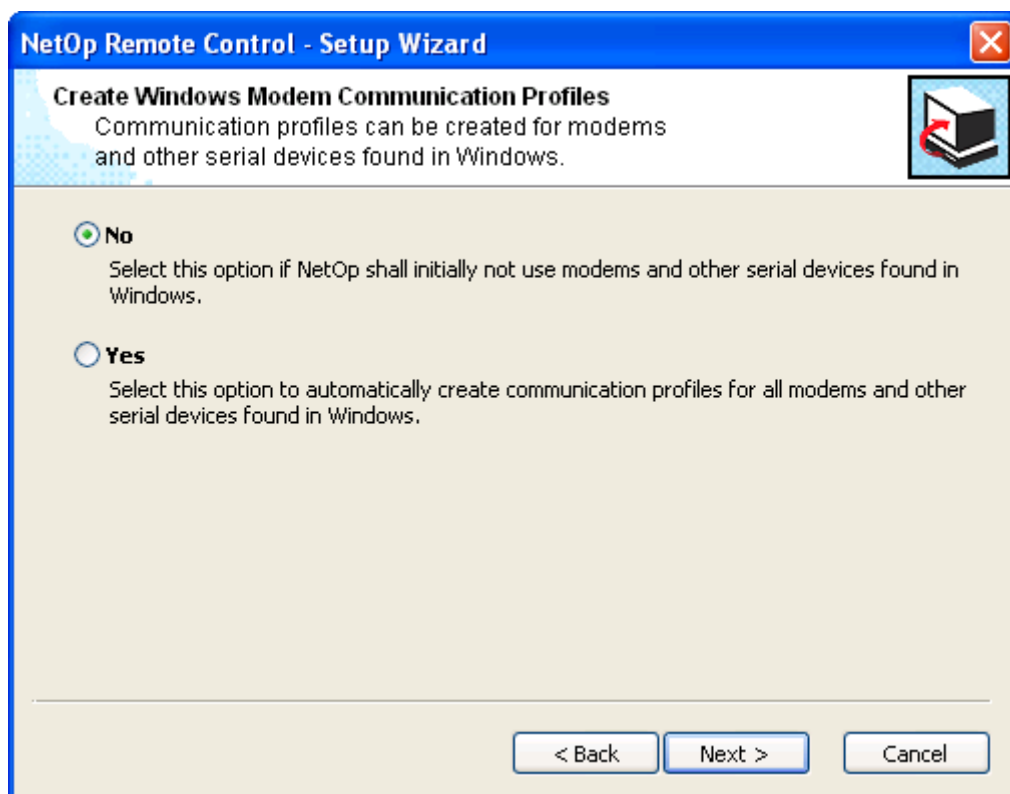 NetOp Remote Control - Setup Wizard
Create Windows Modem Communication Profiles
Communication profiles can be created for modems
and other serial devices found in Windows.
No
Select this option if NetOp shall initially not use modems and other serial devices found in
Windows.
Yes
Select this option to automatically create communication profiles for all modems and other
serial devices found in Windows.
< Back
Next >
Cancel